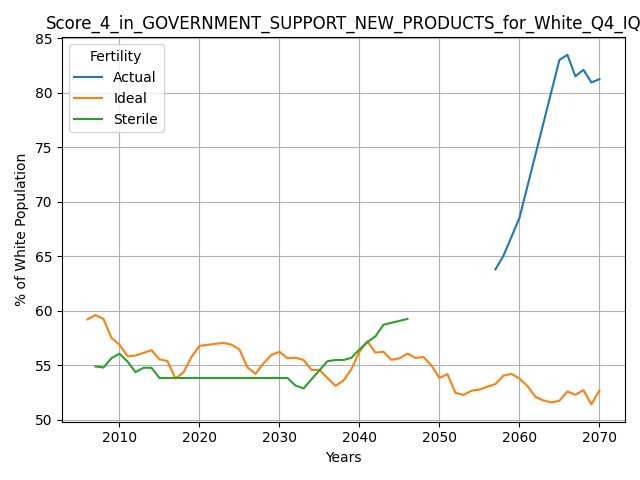 Score_4_in_GOVERNMENT_SUPPORT_NEW_PRODUCTS_for_White_Q4_IQ
Fertility
Actual
Ideal
Sterile
% of White Population
85
80
75
70
65
60
55
50
2010
2020
2030
2040
2050
2060
2070
Years